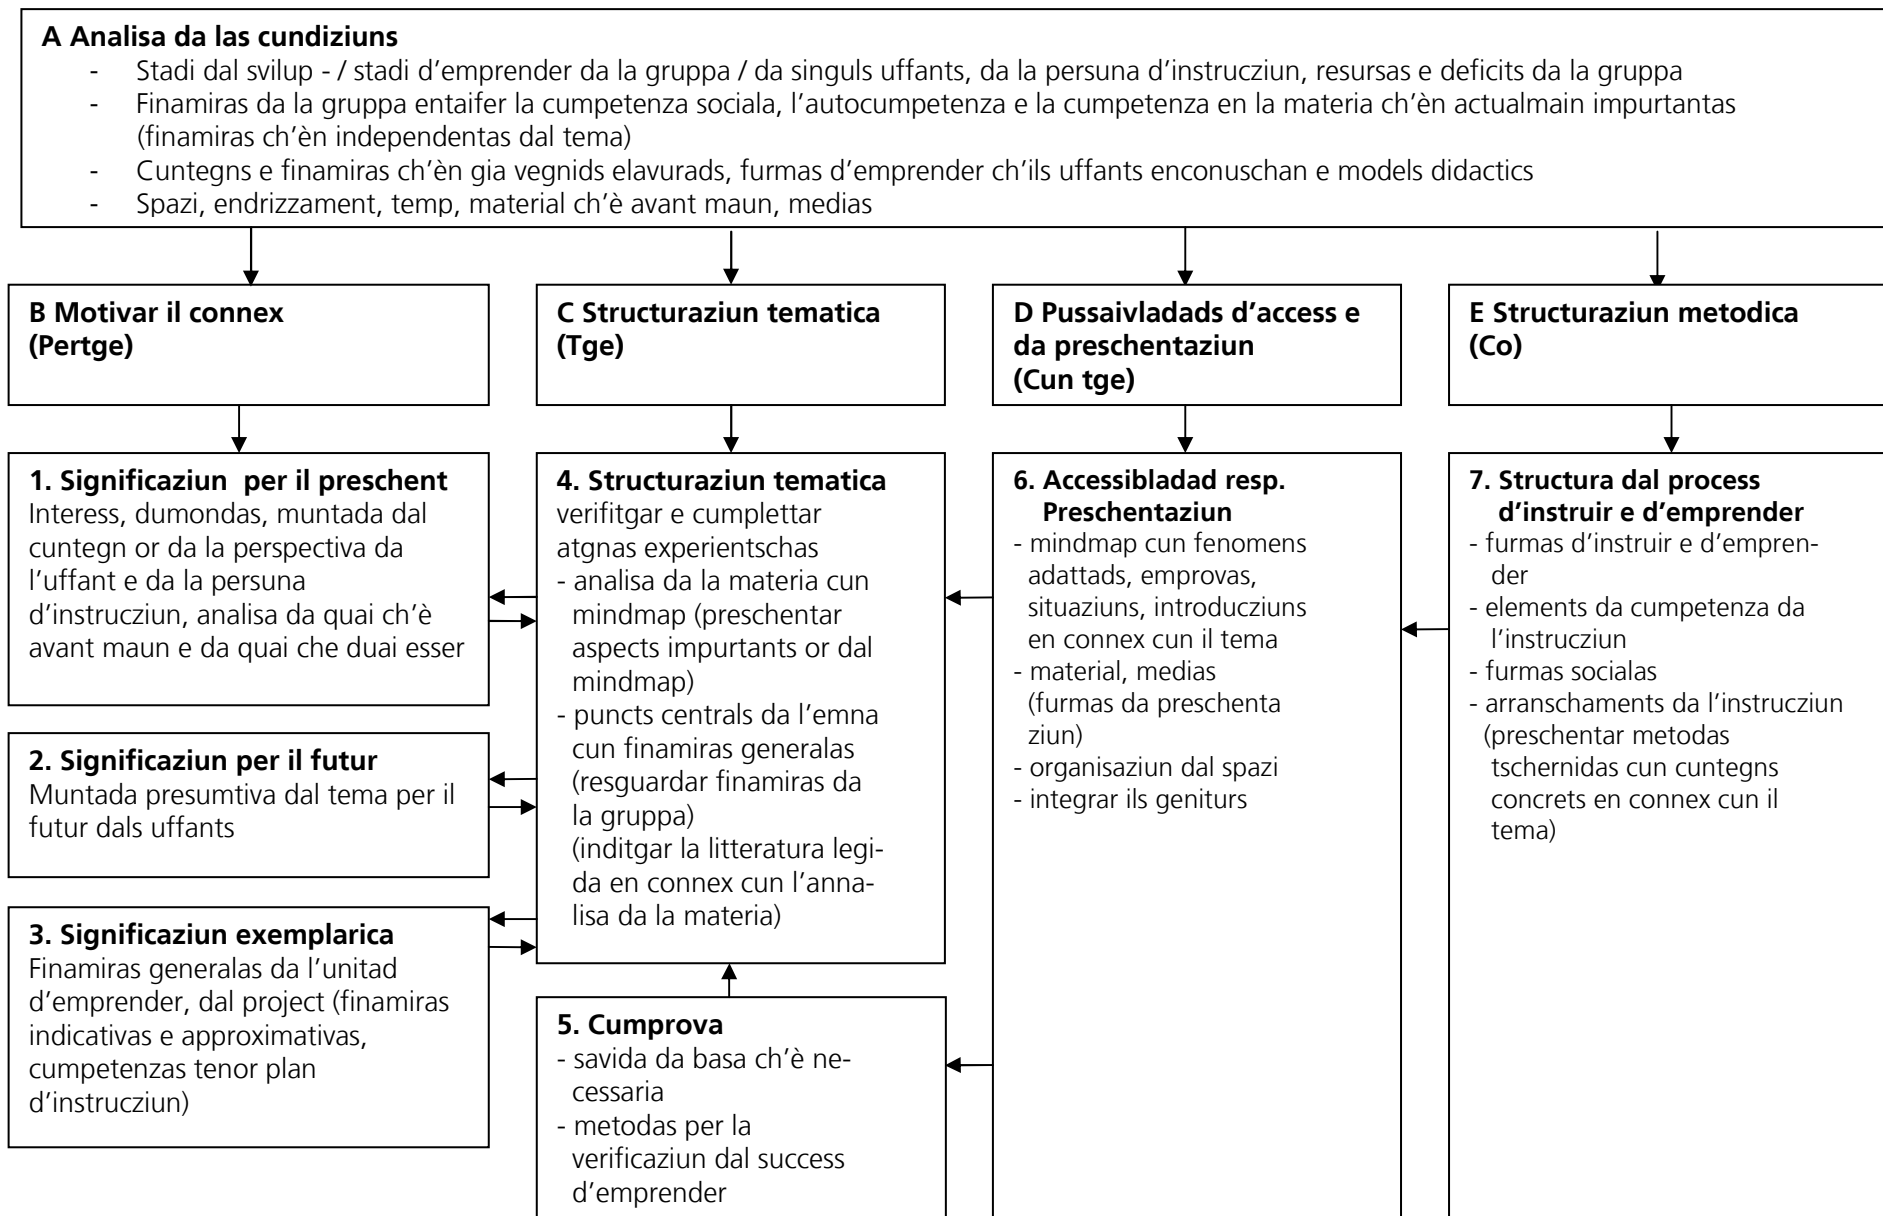 A Analisa da las cundiziuns
- Stadi dal svilup - / stadi d’emprender da la gruppa / da singuls uffants, da la persuna d’instrucziun, resursas e deficits da la gruppa
- Finamiras da la gruppa entaifer la cumpetenza sociala, l’autocumpetenza e la cumpetenza en la materia ch’èn actualmain impurtantas
(finamiras ch’èn independentas dal tema)
- Cuntegns e finamiras ch’èn gia vegnids elavurads, furmas d’emprender ch’ils uffants enconuschan e models didactics
- Spazi, endrizzament, temp, material ch’è avant maun, medias
B Motivar il connex
(Pertge)
C Structuraziun tematica
(Tge)
D Pussaivladads d’access e
da preschentaziun
(Cun tge)
E Structuraziun metodica
(Co)
1. Significaziun per il preschent
Interess, dumondas, muntada dal
cuntegn or da la perspectiva da
l’uffant e da la persuna
d’instrucziun, analisa da quai ch’è
avant maun e da quai che duai esser
2. Significaziun per il futur
Muntada presumtiva dal tema per il
futur dals uffants
3. Significaziun exemplarica
Finamiras generalas da l’unitad
d’emprender, dal project (finamiras
indicativas e approximativas,
cumpetenzas tenor plan
d’instrucziun)
4. Structuraziun tematica
verifitgar e cumplettar
atgnas experientschas
- analisa da la materia cun
mindmap (preschentar
aspects impurtants or dal
mindmap)
- puncts centrals da l’emna
cun finamiras generalas
(resguardar finamiras da
la gruppa)
(inditgar la litteratura legi-
da en connex cun l’anna-
lisa da la materia)
5. Cumprova
- savida da basa ch’è ne-
cessaria
- metodas per la
verificaziun dal success
d’emprender
6. Accessibladad resp.
Preschentaziun
- mindmap cun fenomens
adattads, emprovas,
situaziuns, introducziuns
en connex cun il tema
- material, medias
(furmas da preschenta
ziun)
- organisaziun dal spazi
- integrar ils geniturs
7. Structura dal process
d’instruir e d’emprender
- furmas d’instruir e d’empren-
der
- elements da cumpetenza da
l’instrucziun
- furmas socialas
- arranschaments da l’instrucziun
(preschentar metodas
tschernidas cun cuntegns
concrets en connex cun il
tema)